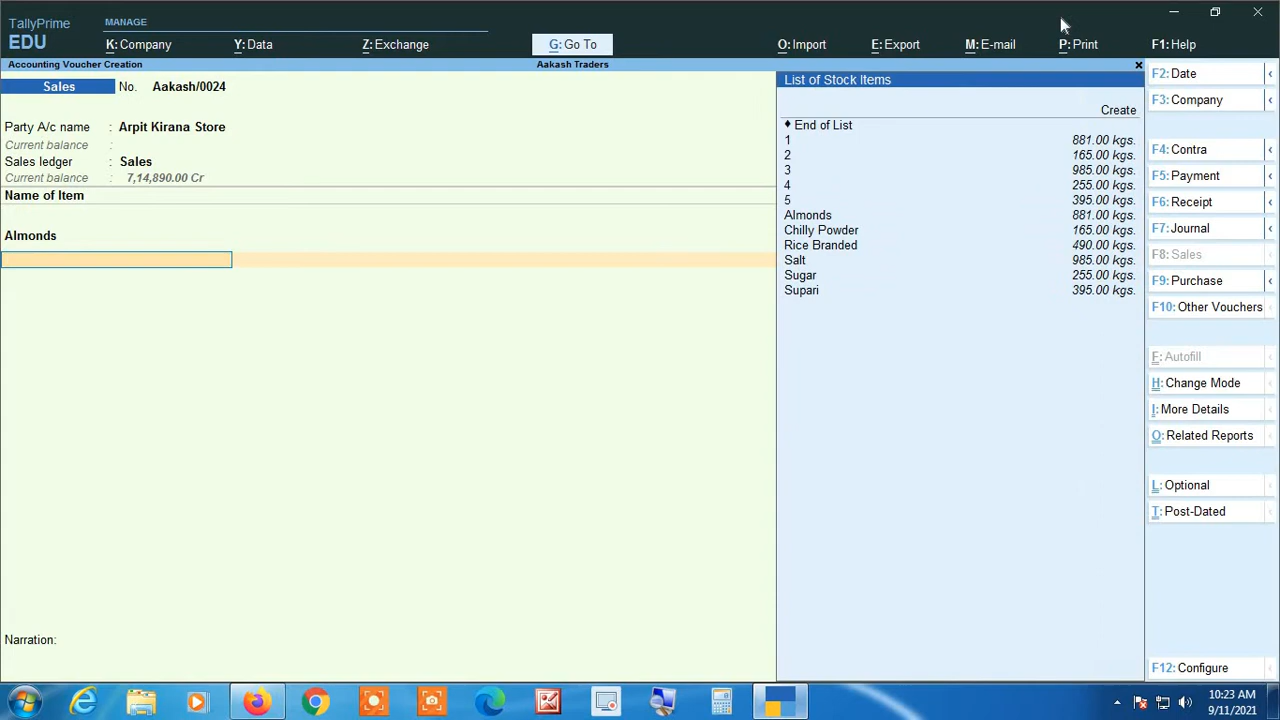 TallyPrime
EDU
MANAGE
K: Company
Y: Data
Z: Exchange
G: Go To
O: Import
E: Export
M: E-mail
P: Print
F1: Help
Accounting Voucher Creation
Aakash Traders
Sales No. Aakash/0024
Party A/c name : Arpit Kirana Store
Current balance :
Sales ledger : Sales
Current balance : 7,14,890.00 Cr
Name of Item
Almonds
Narration:
List of Stock Items
Create
♦ End of List
1 881.00 kgs.
2 165.00 kgs.
3 985.00 kgs.
4 255.00 kgs.
5 395.00 kgs.
Almonds 881.00 kgs.
Chilly Powder 165.00 kgs.
Rice Branded 490.00 kgs.
Salt 985.00 kgs.
Sugar 255.00 kgs.
Supari 395.00 kgs.
F2: Date
F3: Company
F4: Contra
F5: Payment
F6: Receipt
F7: Journal
F8: Sales
F9: Purchase
F10: Other Vouchers
F: Autofill
H: Change Mode
I: More Details
O: Related Reports
L: Optional
T: Post-Dated
F12: Configure
10:23 AM
9/11/2021